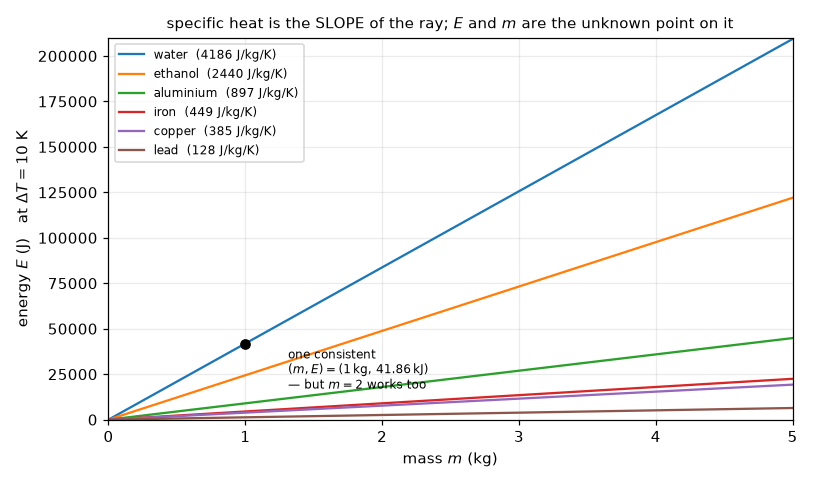 specific heat is the SLOPE of the ray; E and m are the unknown point on it
energy E (J)    at ΔT = 10 K
200000
175000
150000
125000
100000
75000
50000
25000
0
water  (4186 J/kg/K)
ethanol  (2440 J/kg/K)
aluminium  (897 J/kg/K)
iron  (449 J/kg/K)
copper  (385 J/kg/K)
lead  (128 J/kg/K)
one consistent
(m, E) = (1 kg, 41.86 kJ)
— but m = 2 works too
0 1 2 3 4 5
mass m (kg)